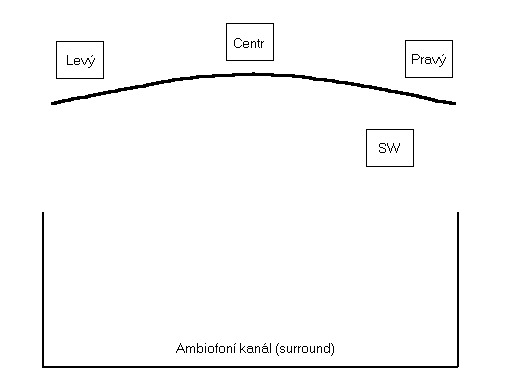 Levý
Centr
Pravý
SW
Ambiofoní kanál (surround)